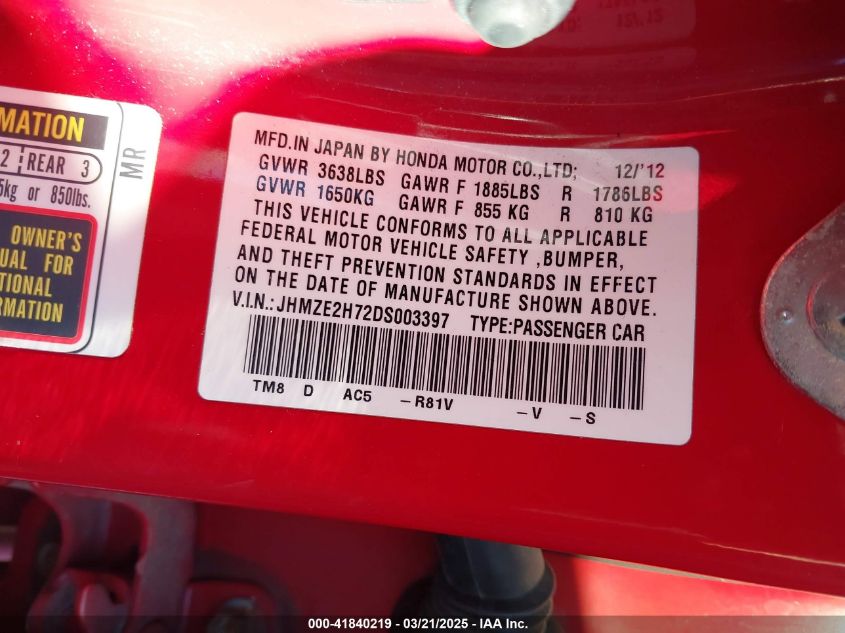 MATION
2 REAR 3
5kg or 850lbs.
OWNER'S
UAL FOR
TIONAL
RMATION
MR
MFD.IN JAPAN BY HONDA MOTOR CO.,LTD; 12/'12
GVWR 3638LBS GAWR F 1885LBS R 1786LBS
GVWR 1650KG GAWR F 855 KG R 810 KG
THIS VEHICLE CONFORMS TO ALL APPLICABLE
FEDERAL MOTOR VEHICLE SAFETY ,BUMPER,
AND THEFT PREVENTION STANDARDS IN EFFECT
ON THE DATE OF MANUFACTURE SHOWN ABOVE.
V.I.N.:JHMZE2H72DS003397 TYPE:PASSENGER CAR
TM8 D AC5 -R81V -V -S
000-41840219 - 03/21/2025 - IAA Inc.